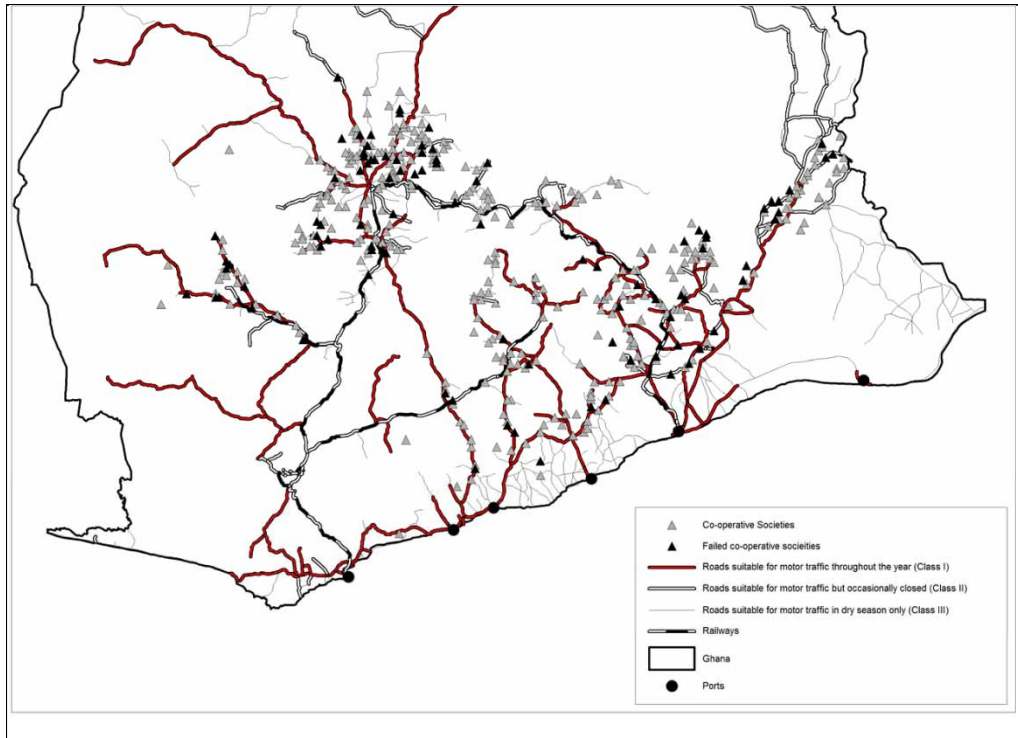 Co-operative Societies
Failed co-operative socieities
Roads suitable for motor traffic throughout the year (Class I)
Roads suitable for motor traffic but occasionally closed (Class II)
Roads suitable for motor traffic in dry season only (Class III)
Railways
Ghana
Ports